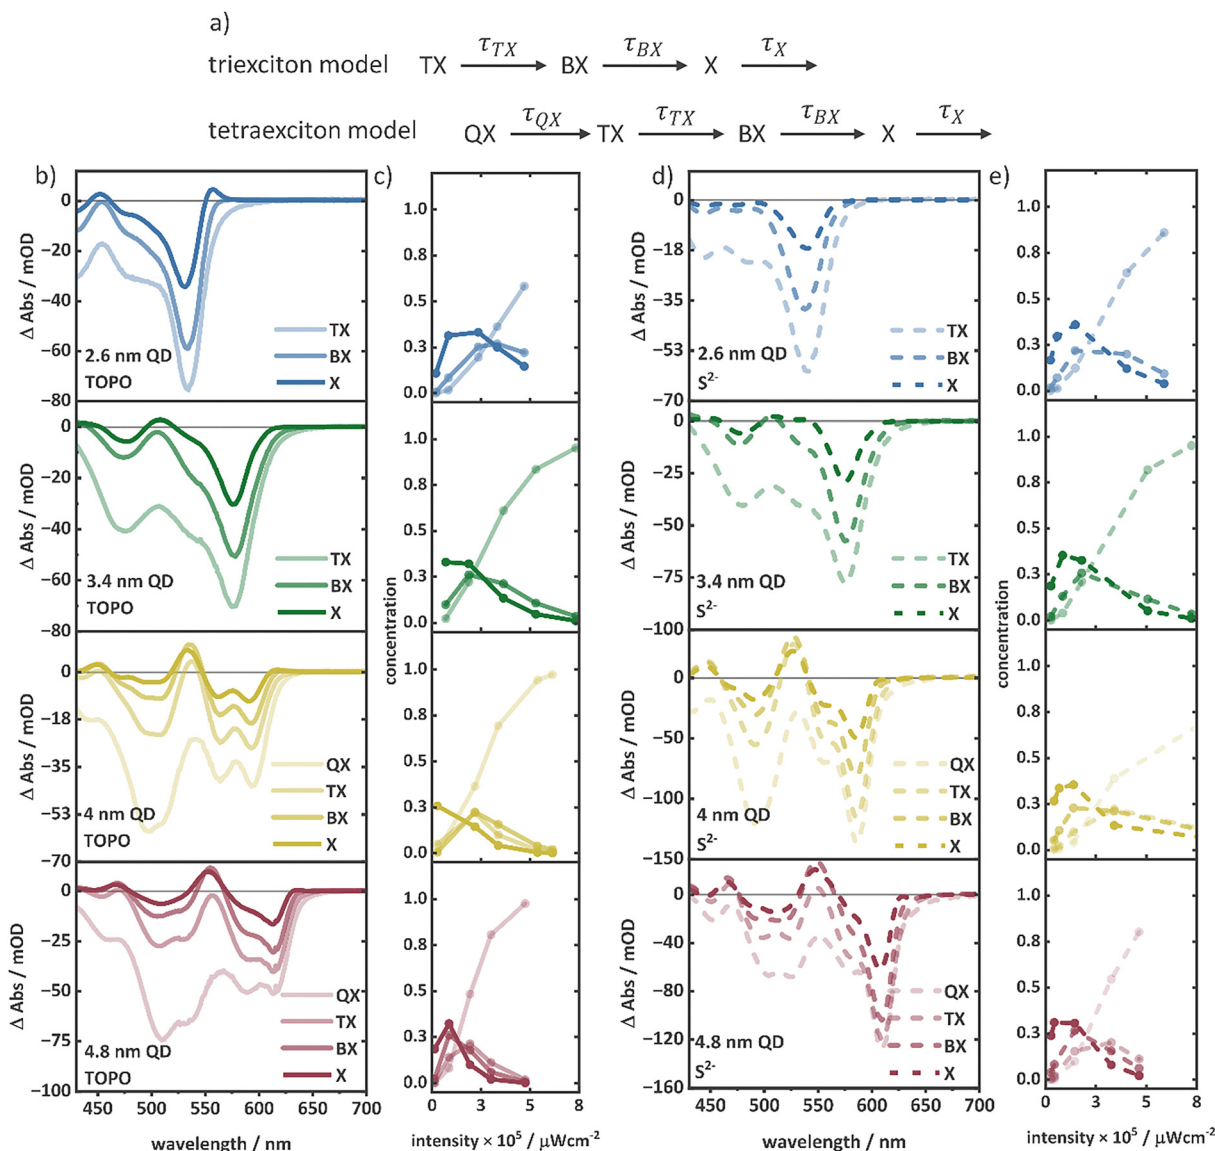 a)
triexciton model TX τTX BX τBX X τX
tetraexciton model QX τQX TX τTX BX τBX X τX
b)
Δ Abs / mOD
0
−20
−40
−60
−80
TX
BX
X
2.6 nm QD
TOPO
Δ Abs / mOD
0
−20
−40
−60
−80
TX
BX
X
3.4 nm QD
TOPO
Δ Abs / mOD
0
−18
−35
−53
−70
QX
TX
BX
X
4 nm QD
TOPO
Δ Abs / mOD
0
−25
−50
−75
−100
QX
TX
BX
X
4.8 nm QD
TOPO
450 500 550 600 650 700
wavelength / nm
c)
concentration
1.0
0.8
0.5
0.3
0.0
1.0
0.8
0.5
0.3
0.0
1.0
0.8
0.5
0.3
0.0
1.0
0.8
0.5
0.3
0.0
0 3 5 8
intensity × 10⁵ / μWcm⁻²
d)
Δ Abs / mOD
0
−18
−35
−53
−70
TX
BX
X
2.6 nm QD
S²⁻
Δ Abs / mOD
0
−25
−50
−75
−100
TX
BX
X
3.4 nm QD
S²⁻
Δ Abs / mOD
0
−50
−100
−150
QX
TX
BX
X
4 nm QD
S²⁻
Δ Abs / mOD
0
−40
−80
−120
−160
QX
TX
BX
X
4.8 nm QD
S²⁻
450 500 550 600 650 700
wavelength / nm
e)
concentration
1.0
0.8
0.5
0.3
0.0
1.0
0.8
0.5
0.3
0.0
1.0
0.8
0.5
0.3
0.0
1.0
0.8
0.5
0.3
0.0
0 3 5 8
intensity × 10⁵ / μWcm⁻²